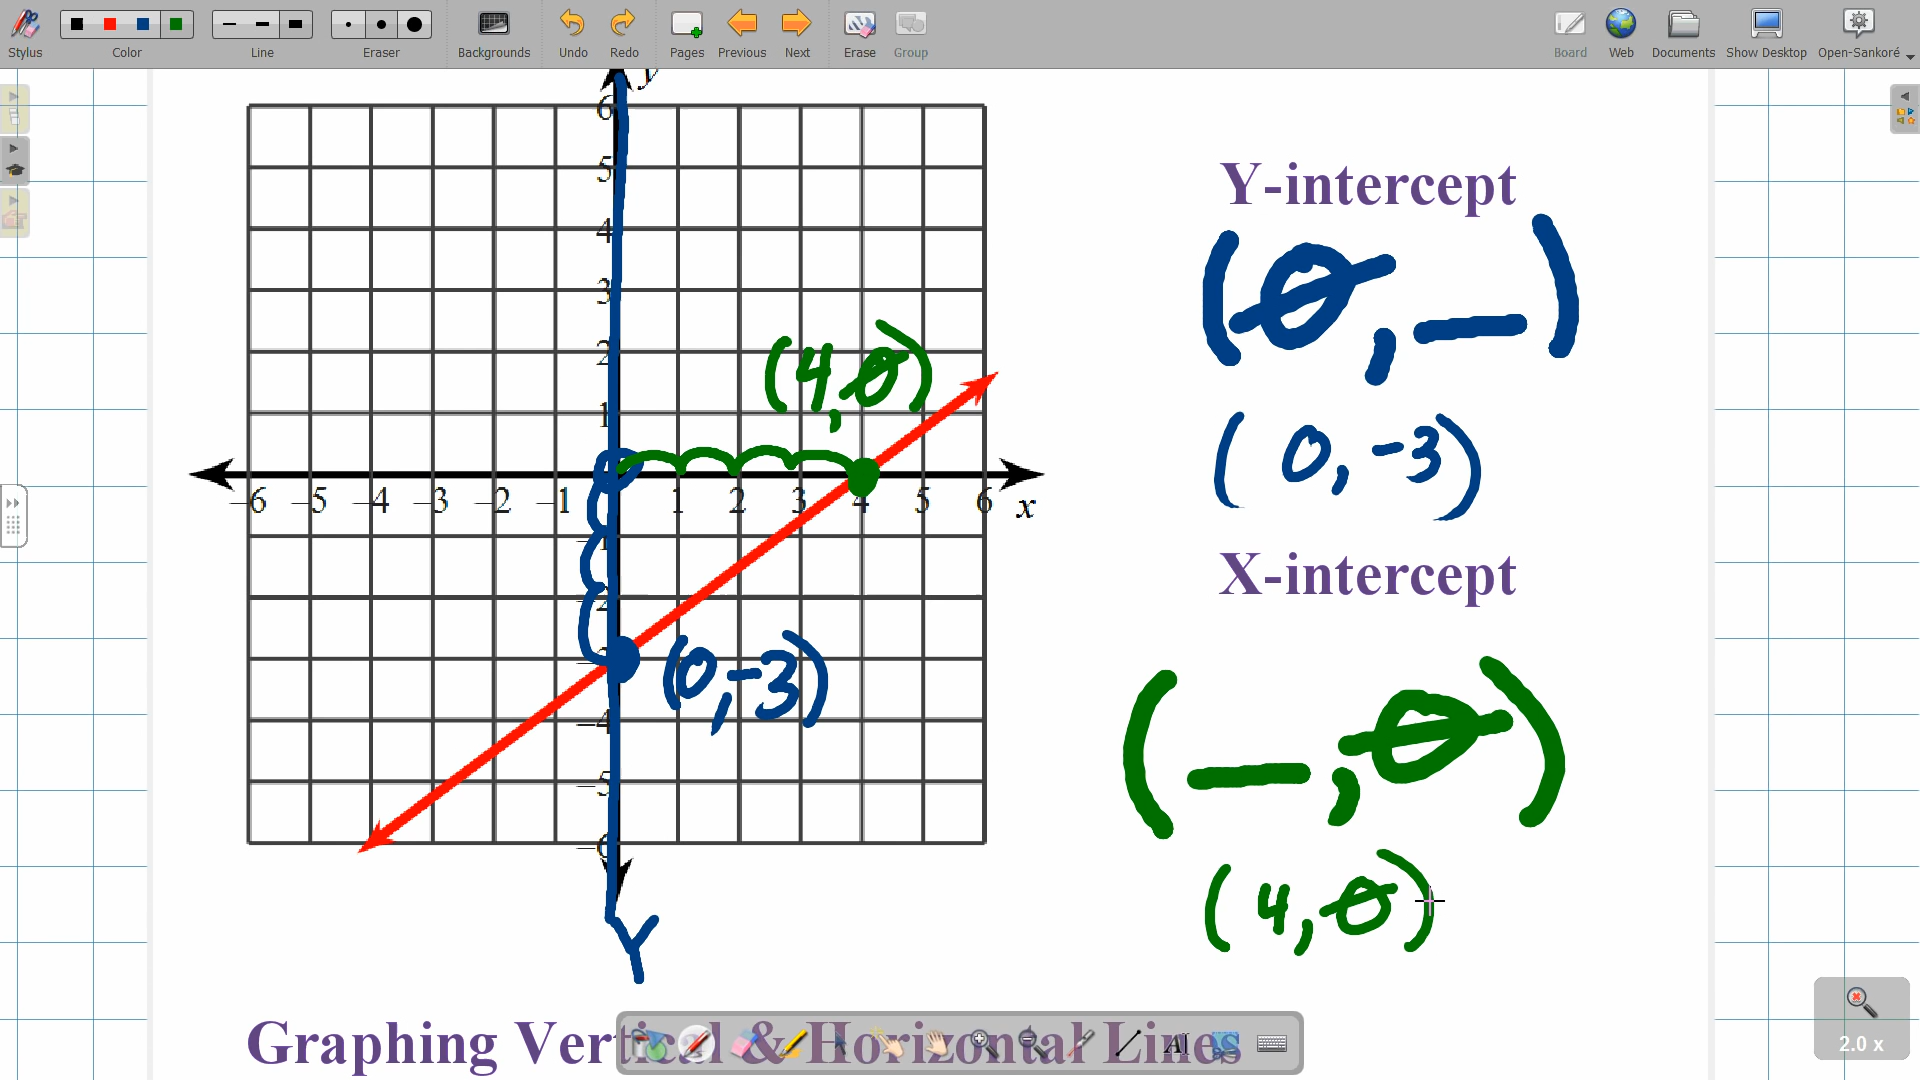 Stylus Color Line Eraser Backgrounds Undo Redo Pages Previous Next Erase Group Board Web Documents Show Desktop Open-Sankoré
y
6
5
4
3
2
1
-6 -5 -4 -3 -2 -1 1 2 3 4 5 6 x
-1
-2
-3
-4
-5
-6
(4,0)
(0,-3)
Y
Y-intercept
(0,_)
(0,-3)
X-intercept
(_,0)
(4,0)
Graphing Vertical & Horizontal Lines
2.0 x